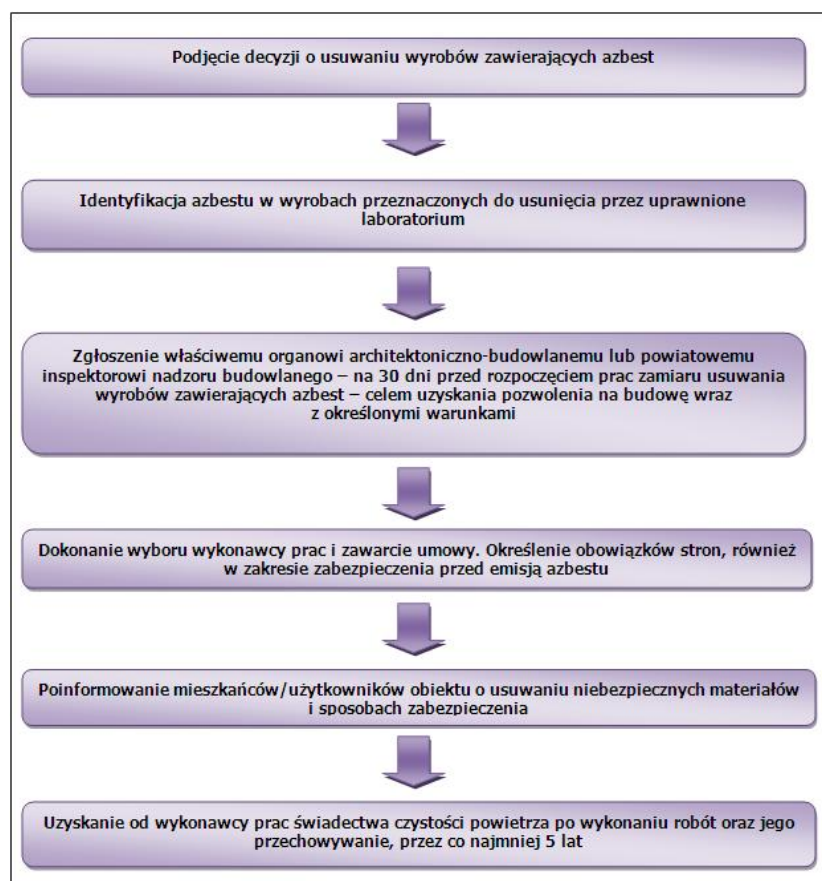 Podjęcie decyzji o usuwaniu wyrobów zawierających azbest
Identyfikacja azbestu w wyrobach przeznaczonych do usunięcia przez uprawnione
laboratorium
Zgłoszenie właściwemu organowi architektoniczno-budowlanemu lub powiatowemu
inspektorowi nadzoru budowlanego – na 30 dni przed rozpoczęciem prac zamiaru usuwania
wyrobów zawierających azbest – celem uzyskania pozwolenia na budowę wraz
z określonymi warunkami
Dokonanie wyboru wykonawcy prac i zawarcie umowy. Określenie obowiązków stron, również
w zakresie zabezpieczenia przed emisją azbestu
Poinformowanie mieszkańców/użytkowników obiektu o usuwaniu niebezpiecznych materiałów
i sposobach zabezpieczenia
Uzyskanie od wykonawcy prac świadectwa czystości powietrza po wykonaniu robót oraz jego
przechowywanie, przez co najmniej 5 lat